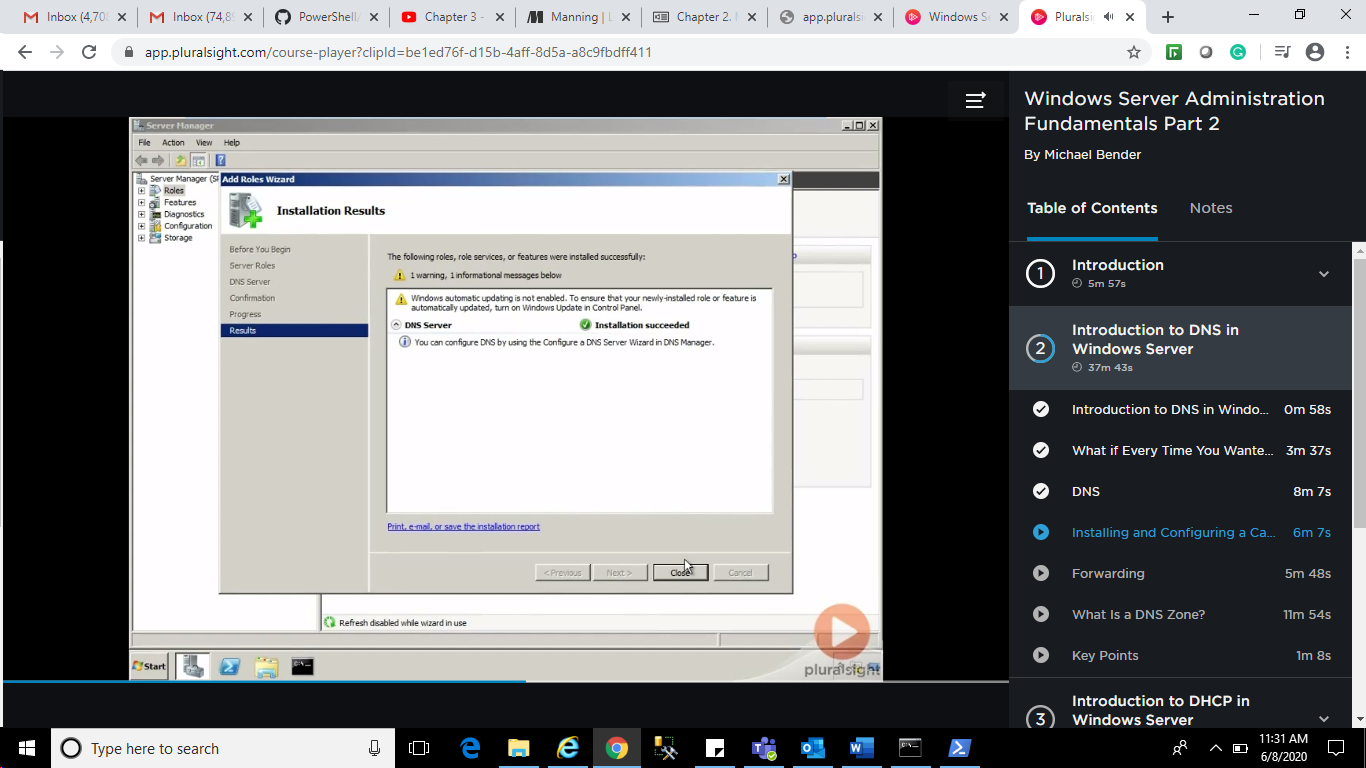 Inbox (4,708
Inbox (74,89
PowerShell/
Chapter 3 -
Manning | L
Chapter 2.
app.plurals
Windows Se
Pluralsi
app.pluralsight.com/course-player?clipId=be1ed76f-d15b-4aff-8d5a-a8c9fbdff411
Server Manager
File Action View Help
Server Manager (S
Roles
Features
Diagnostics
Configuration
Storage
Add Roles Wizard
Installation Results
Before You Begin
Server Roles
DNS Server
Confirmation
Progress
Results
The following roles, role services, or features were installed successfully:
1 warning, 1 informational messages below
Windows automatic updating is not enabled. To ensure that your newly-installed role or feature is
automatically updated, turn on Windows Update in Control Panel.
DNS Server Installation succeeded
You can configure DNS by using the Configure a DNS Server Wizard in DNS Manager.
Print, e-mail, or save the installation report
< Previous Next > Close Cancel
Refresh disabled while wizard in use
Start
pluralsight
Windows Server Administration
Fundamentals Part 2
By Michael Bender
Table of Contents Notes
1 Introduction
5m 57s
2 Introduction to DNS in
Windows Server
37m 43s
Introduction to DNS in Windo... 0m 58s
What if Every Time You Wante... 3m 37s
DNS 8m 7s
Installing and Configuring a Ca... 6m 7s
Forwarding 5m 48s
What Is a DNS Zone? 11m 54s
Key Points 1m 8s
3 Introduction to DHCP in
Windows Server
Type here to search
11:31 AM
6/8/2020